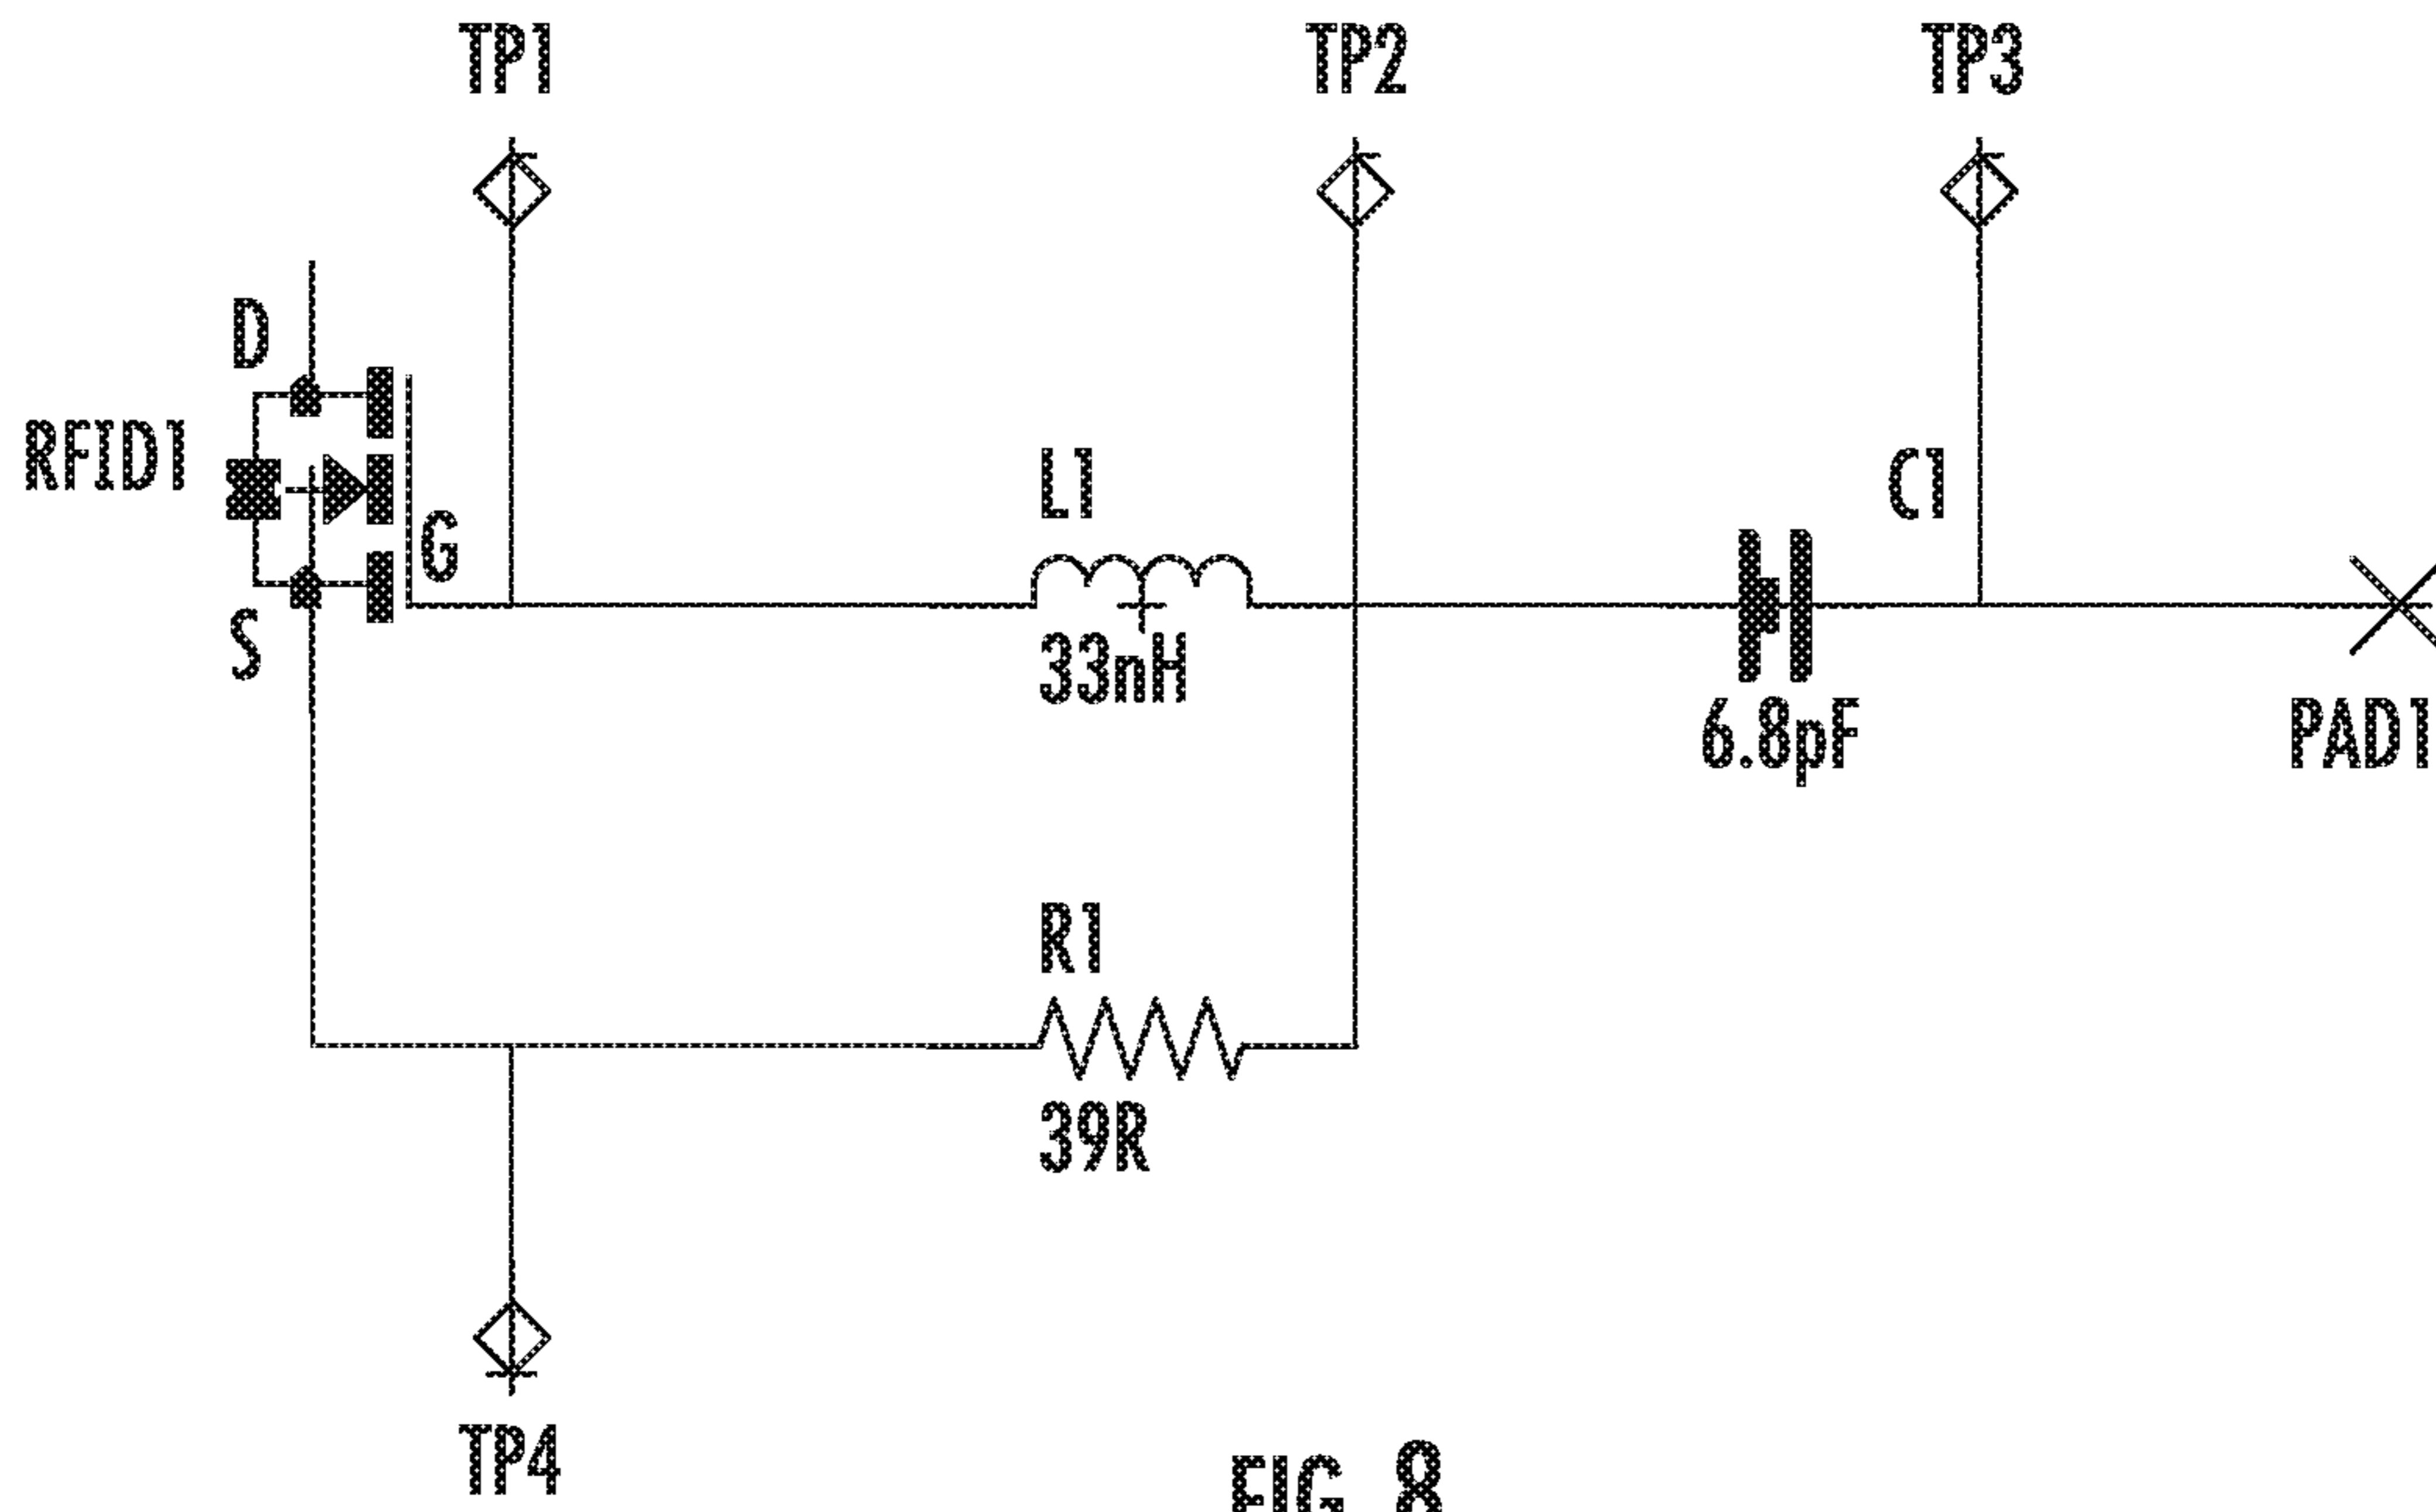 TP1
TP2
TP3
D
RFID1
G
S
L1
33nH
C1
6.8pF
PAD1
R1
39R
TP4
FIG. 8